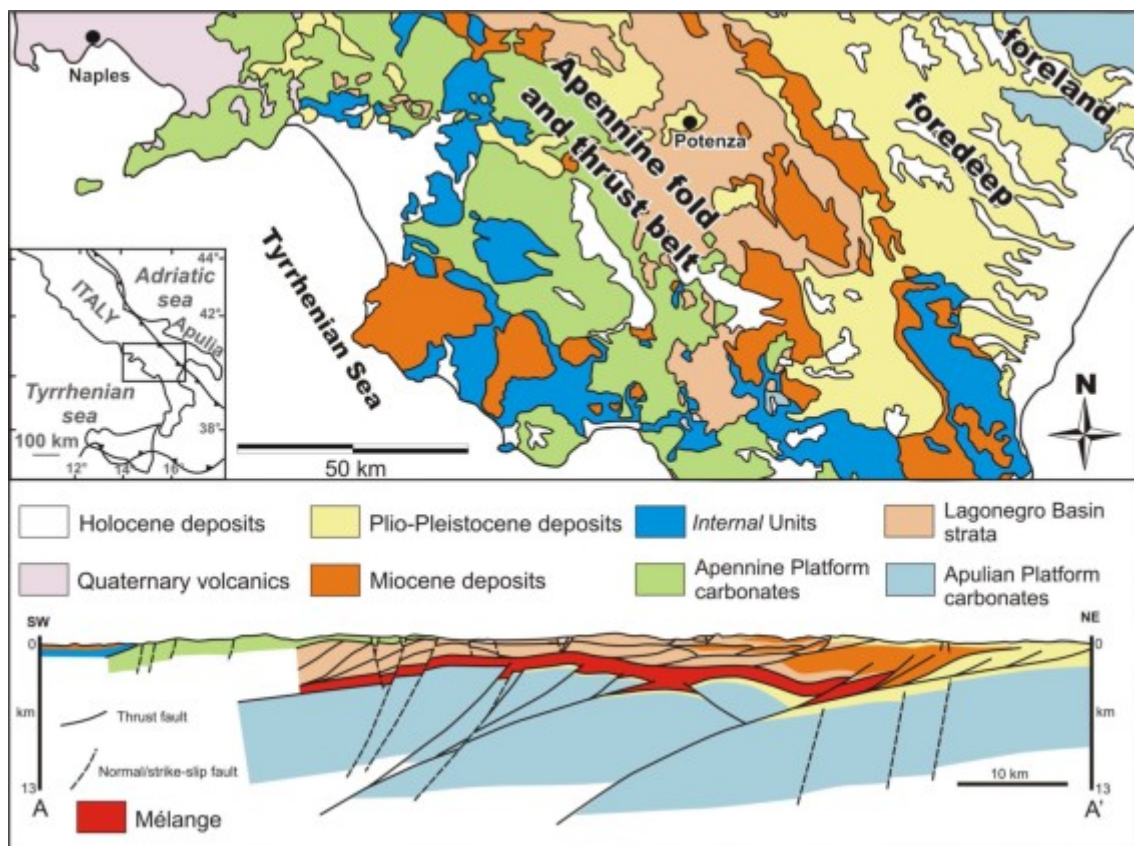 Naples
Apennine fold
and thrust belt
Potenza
foreland
foredeep
Tyrrhenian Sea
44°
Adriatic
sea
ITALY
42°
Apulia
Tyrrhenian
sea
38°
100 km
12° 14 16
50 km
N
Holocene deposits
Plio-Pleistocene deposits
Internal Units
Lagonegro Basin
strata
Quaternary volcanics
Miocene deposits
Apennine Platform
carbonates
Apulian Platform
carbonates
SW
NE
0
0
km
km
Thrust fault
Normal/strike-slip fault
10 km
13
13
A
A'
Mélange